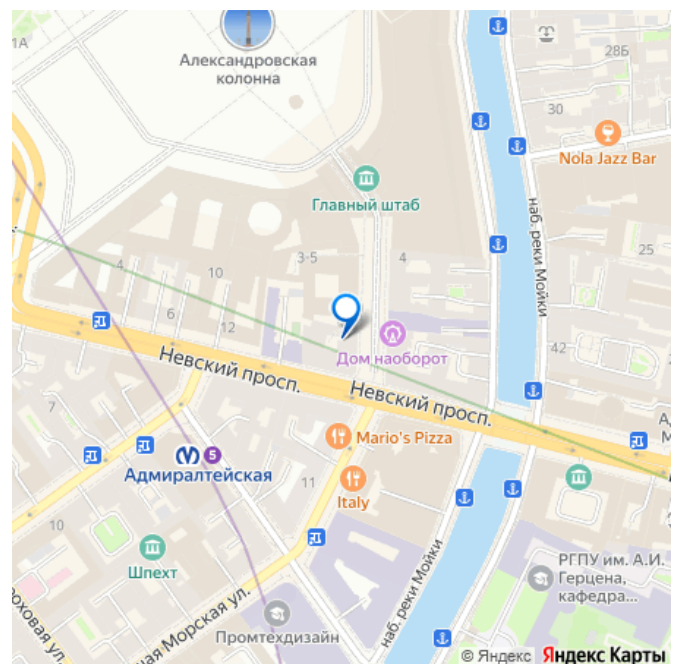 1А
Александровская
колонна
28Б
30
Nola Jazz Bar
Главный штаб
наб. реки Мойки
25
3-5
4
4
10
6
12
Дом наоборот
42
Невский просп.
Невский просп.
7
Mario's Pizza
5
Адмиралтейская
11
Italy
10
Шпехт
РГПУ им. А.И.
Герцена,
кафедра...
наб. реки Мойки
Промтехдизайн
© Яндекс Яндекс Карты